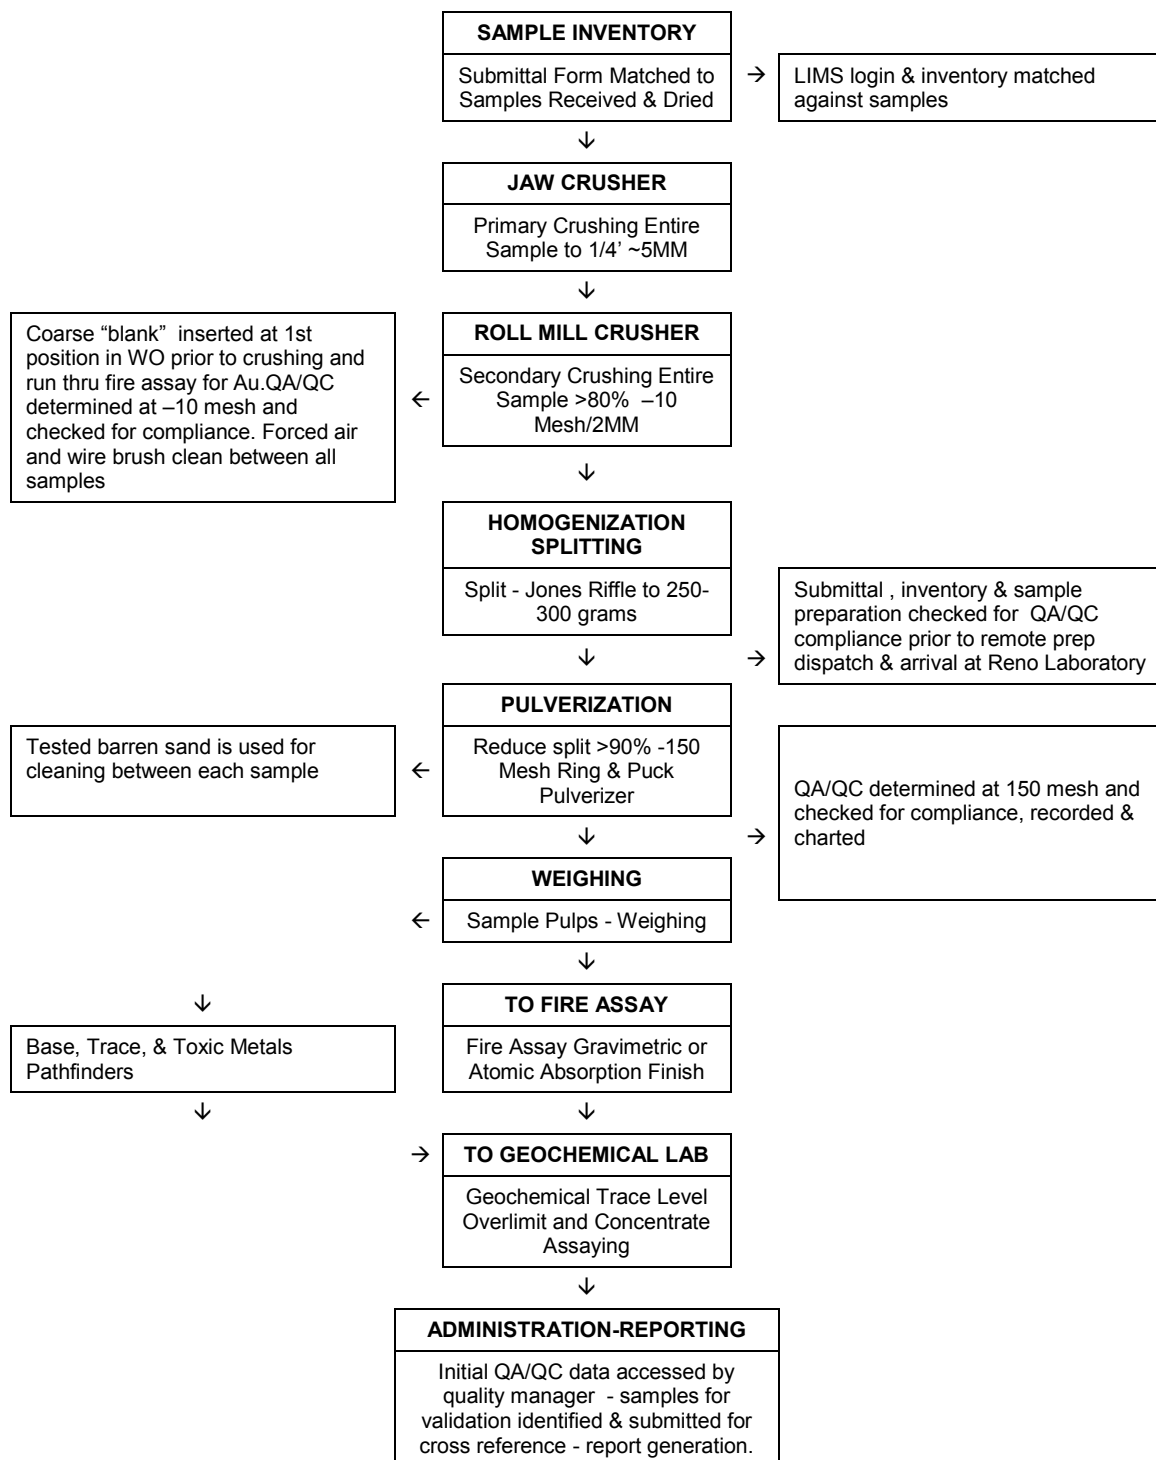 SAMPLE INVENTORY
Submittal Form Matched to
Samples Received & Dried
→
LIMS login & inventory matched
against samples
↓
JAW CRUSHER
Primary Crushing Entire
Sample to 1/4’ ~5MM
↓
Coarse “blank”  inserted at 1st
position in WO prior to crushing and
run thru fire assay for Au.QA/QC
determined at –10 mesh and
checked for compliance. Forced air
and wire brush clean between all
samples
←
ROLL MILL CRUSHER
Secondary Crushing Entire
Sample >80%  –10
Mesh/2MM
↓
HOMOGENIZATION
SPLITTING
Split - Jones Riffle to 250-
300 grams
↓
→
Submittal , inventory & sample
preparation checked for  QA/QC
compliance prior to remote prep
dispatch & arrival at Reno Laboratory
PULVERIZATION
Reduce split >90% -150
Mesh Ring & Puck
Pulverizer
←
Tested barren sand is used for
cleaning between each sample
↓
→
QA/QC determined at 150 mesh and
checked for compliance, recorded &
charted
WEIGHING
Sample Pulps - Weighing
←
↓
↓
Base, Trace, & Toxic Metals
Pathfinders
↓
TO FIRE ASSAY
Fire Assay Gravimetric or
Atomic Absorption Finish
↓
→
TO GEOCHEMICAL LAB
Geochemical Trace Level
Overlimit and Concentrate
Assaying
↓
ADMINISTRATION-REPORTING
Initial QA/QC data accessed by
quality manager  - samples for
validation identified & submitted for
cross reference - report generation.